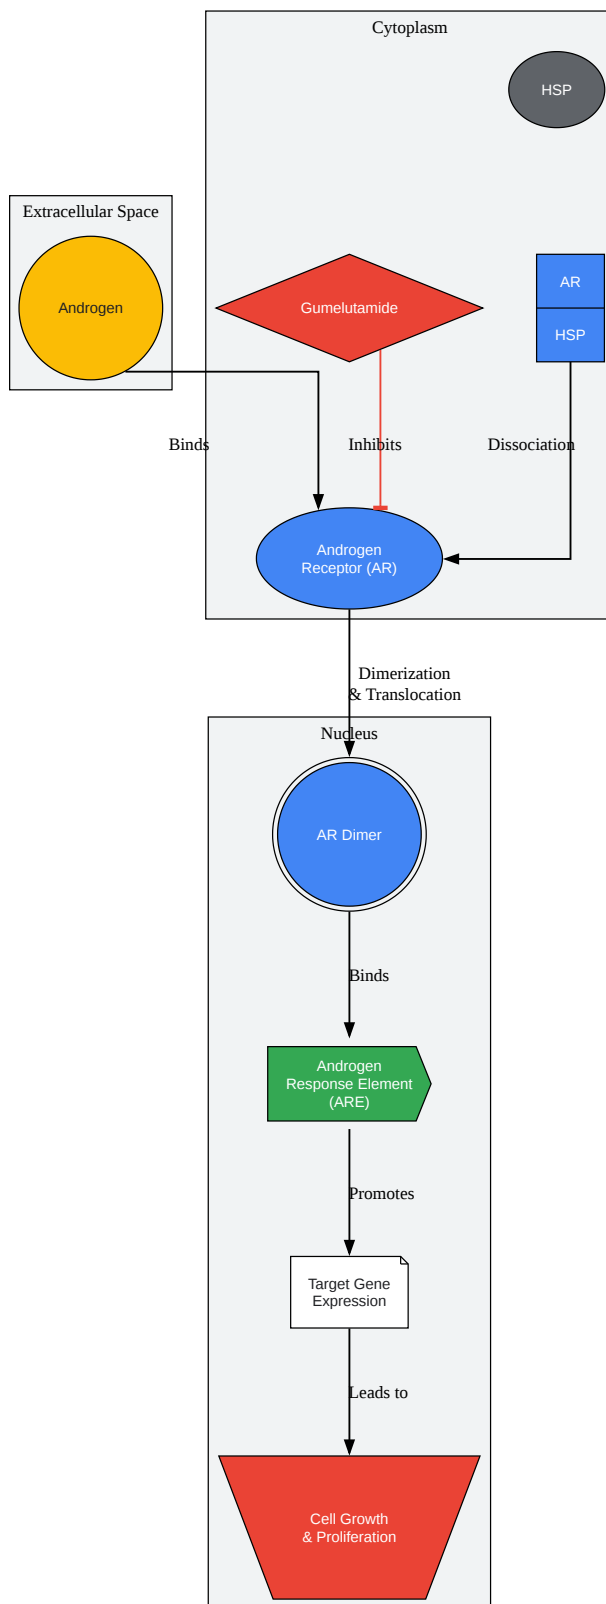 Cytoplasm
HSP
Extracellular Space
Androgen
Gumelutamide
AR
HSP
Binds
Inhibits
Dissociation
Androgen
Receptor (AR)
Dimerization
& Translocation
Nucleus
AR Dimer
Binds
Androgen
Response Element
(ARE)
Promotes
Target Gene
Expression
Leads to
Cell Growth
& Proliferation